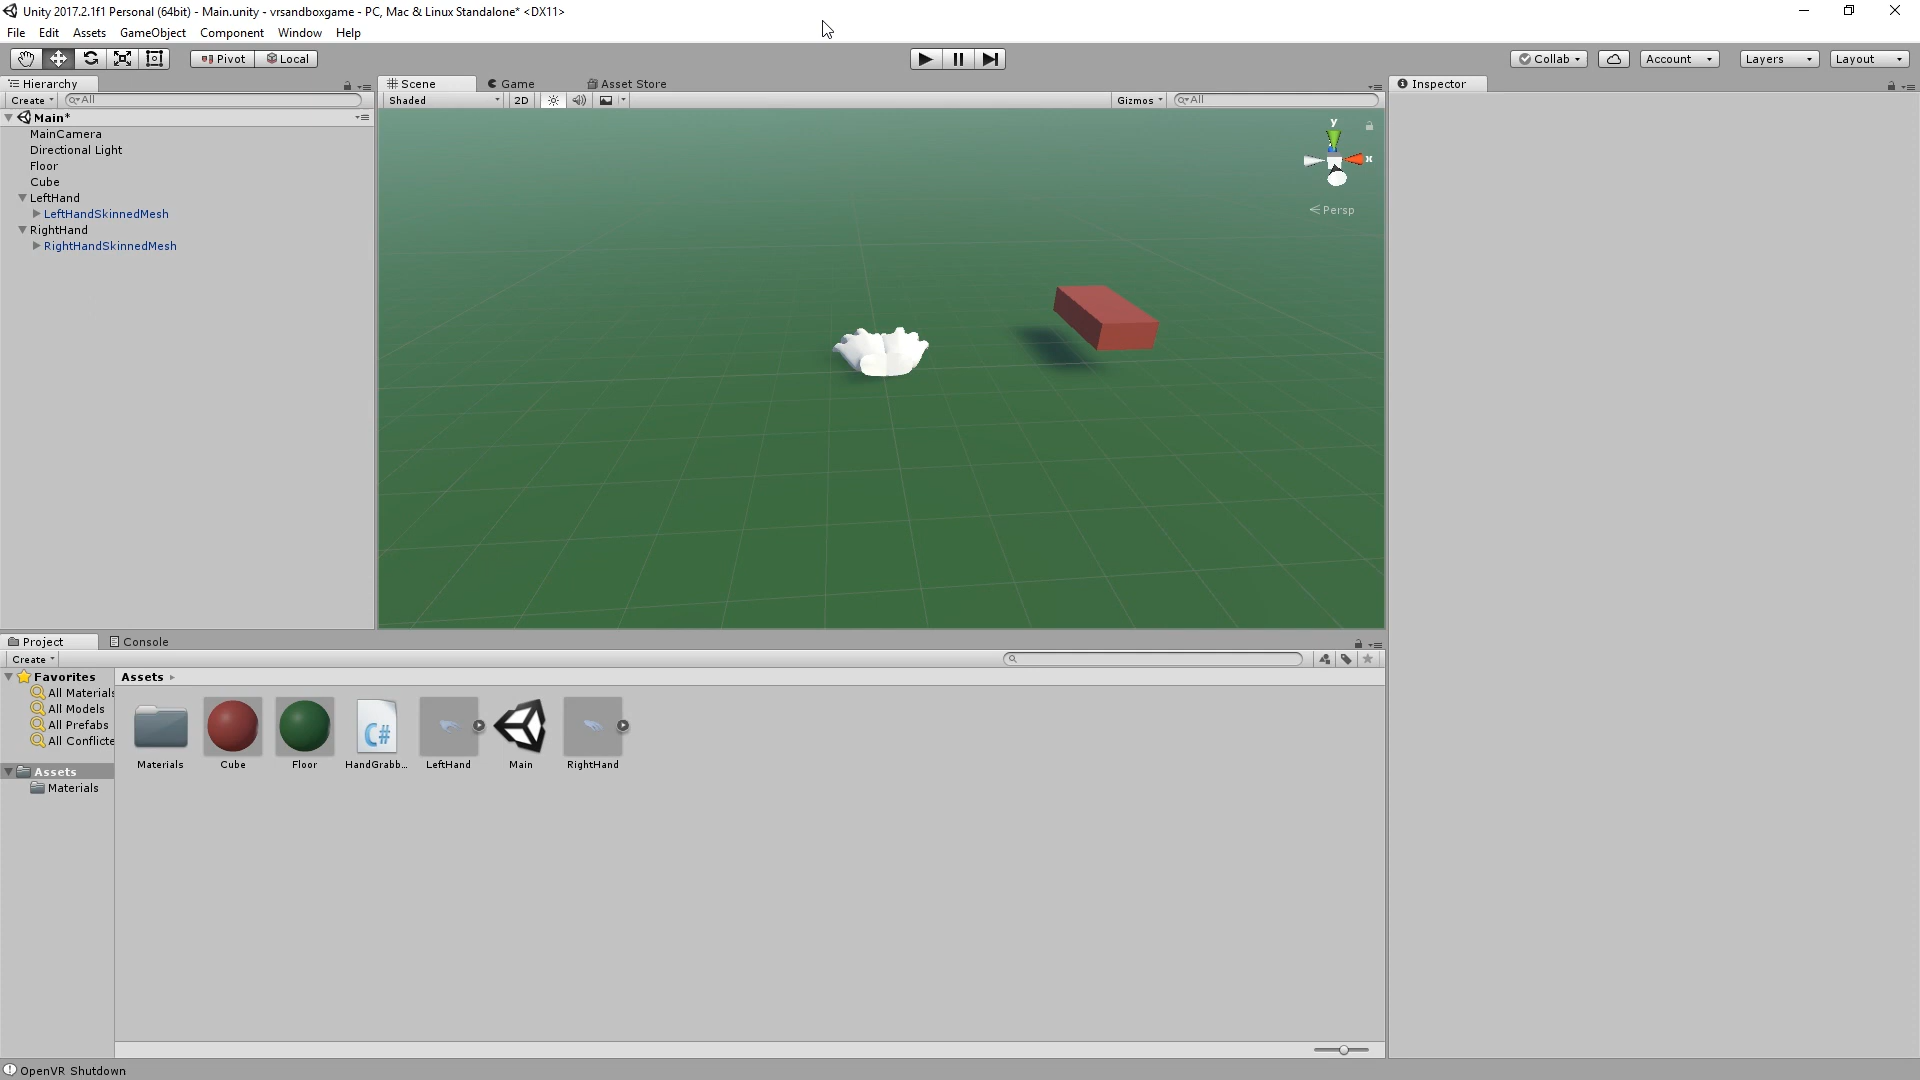 Unity 2017.2.1f1 Personal (64bit) - Main.unity - vrsandboxgame - PC, Mac & Linux Standalone* <DX11>
File Edit Assets GameObject Component Window Help
Pivot Local Collab Account Layers Layout
Hierarchy
Create All
Main*
MainCamera
Directional Light
Floor
Cube
LeftHand
LeftHandSkinnedMesh
RightHand
RightHandSkinnedMesh
Scene Game Asset Store
Shaded 2D Gizmos All
y
x
Persp
Inspector
Project Console
Create
Favorites
All Materials
All Models
All Prefabs
All Conflicte
Assets
Materials
Assets
C#
Materials Cube Floor HandGrabb... LeftHand Main RightHand
OpenVR Shutdown